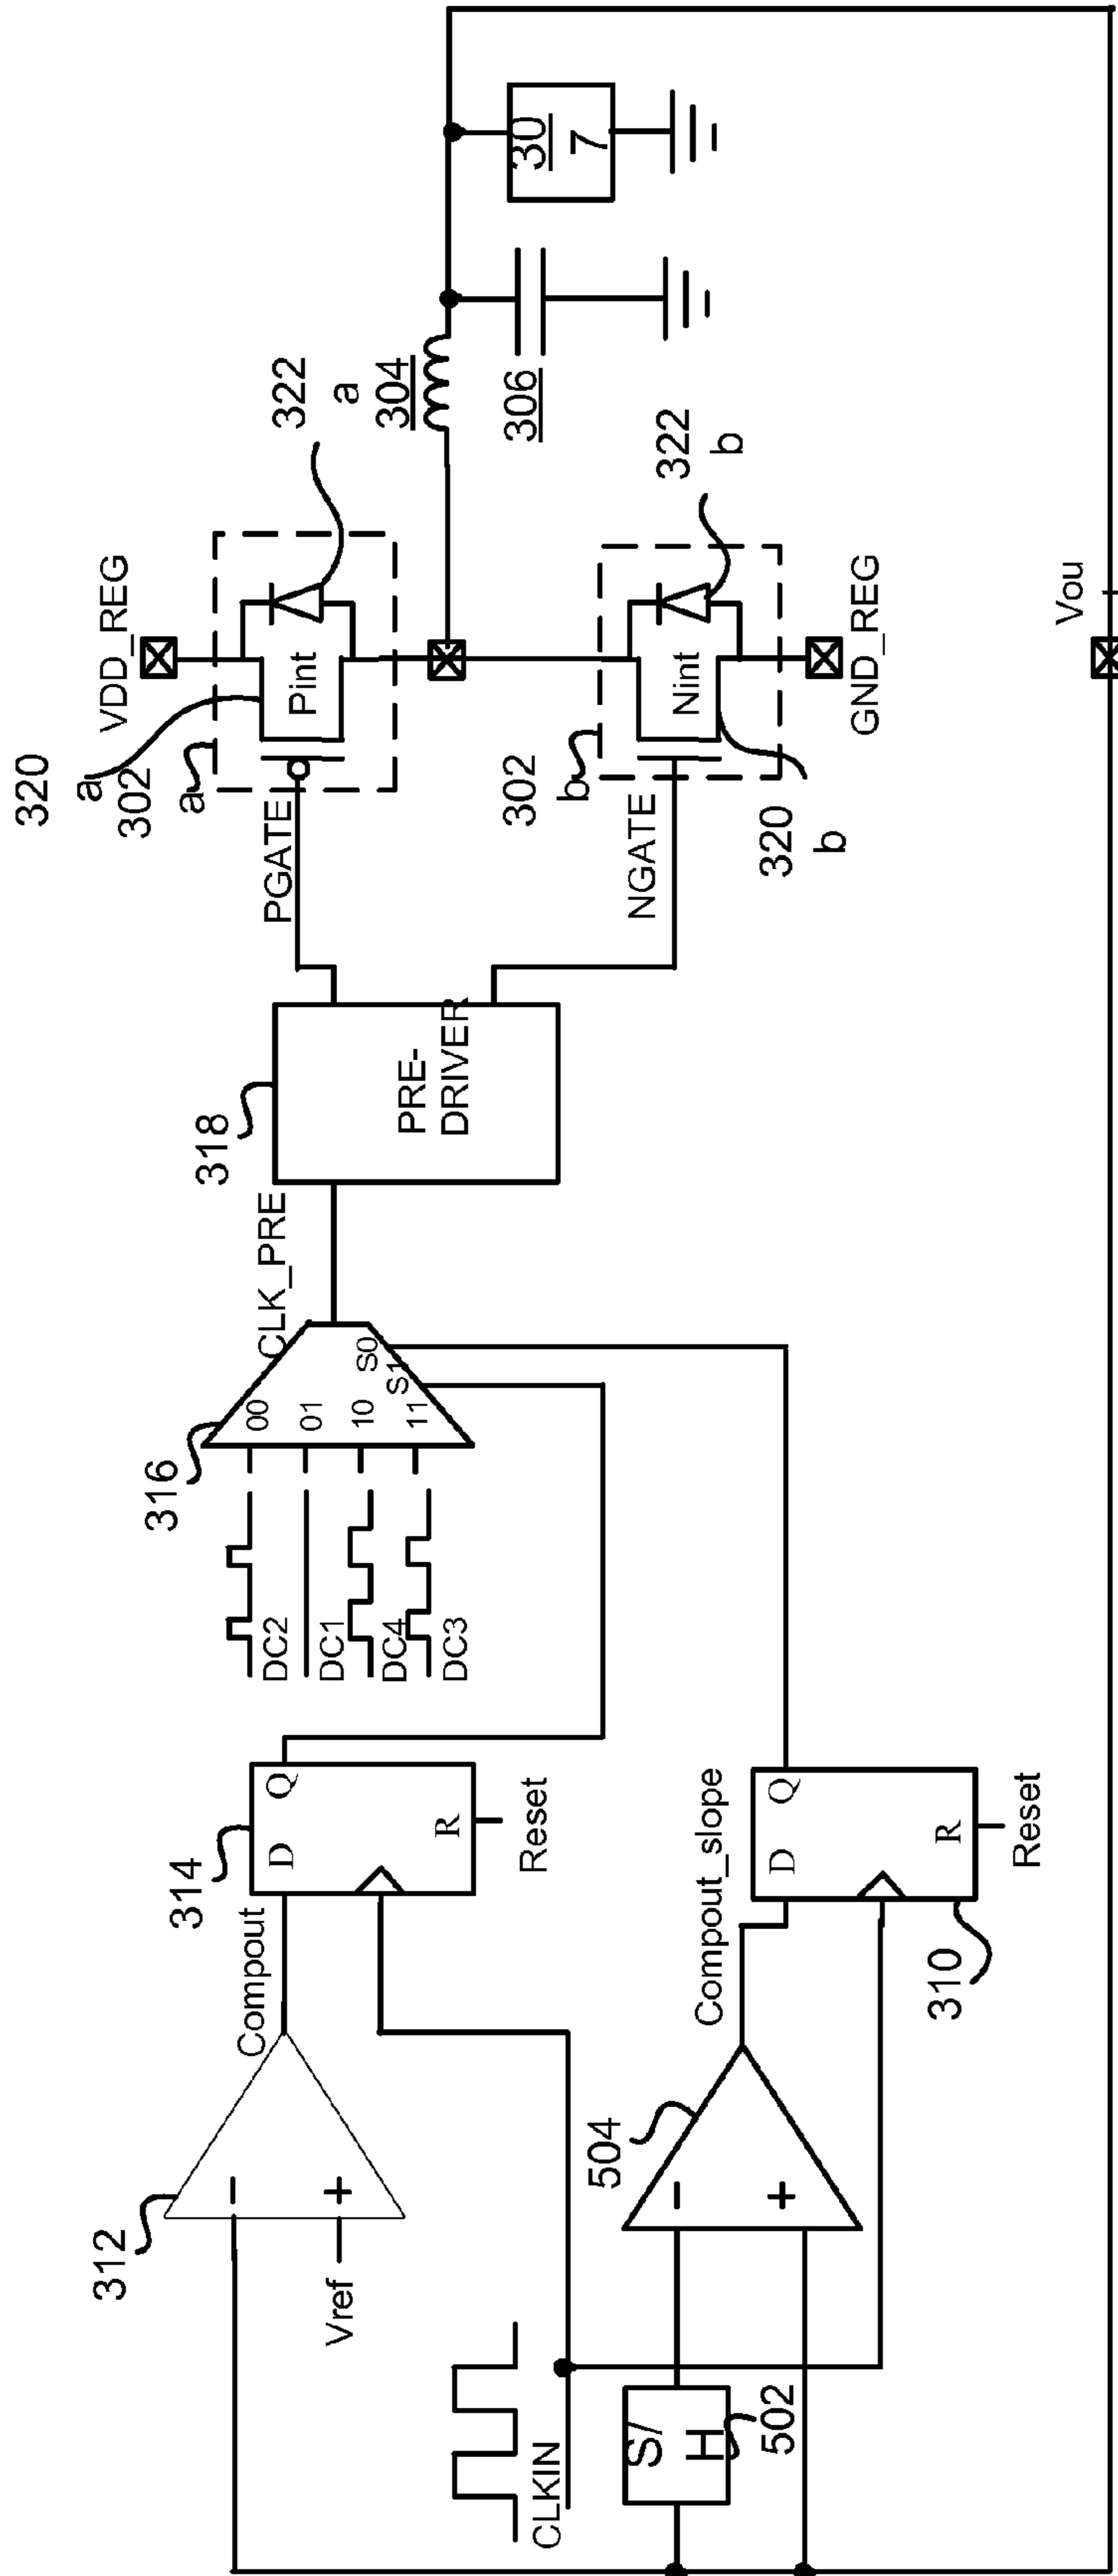 312
Vref
-
+
Compout
314
D
Q
R
Reset
CLKIN
S/
H
502
504
-
+
Compout_slope
310
D
Q
R
Reset
316
DC2
DC1
DC4
DC3
00
01
10
11
S1
S0
CLK_PRE
318
PRE-
DRIVER
PGATE
NGATE
320
a
302
a
VDD_REG
Pint
322
a
304
306
30
7
302
b
320
b
Nint
322
b
GND_REG
Vou